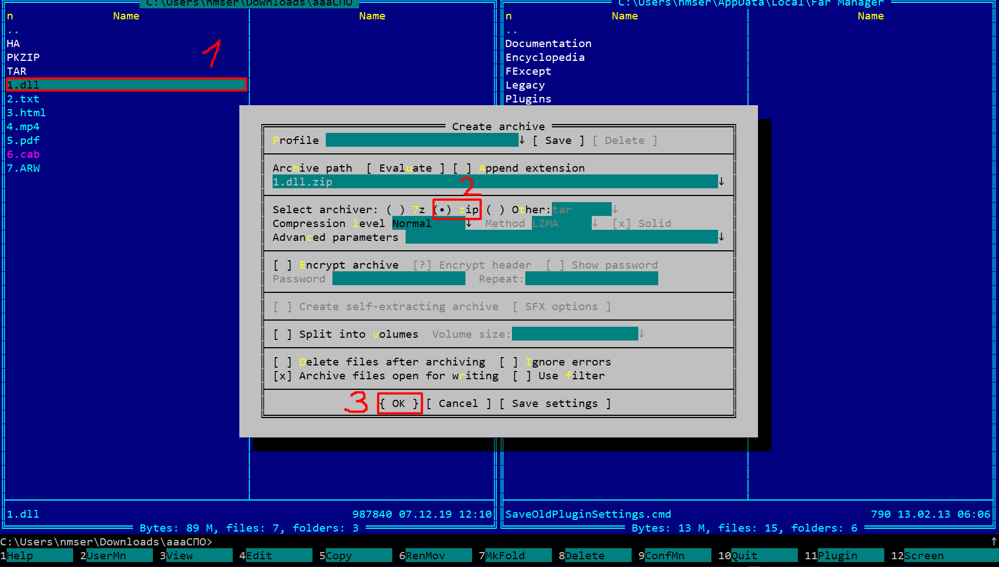 C:\Users\nmser\Downloads\aaaСПО
C:\Users\nmser\AppData\Local\Far Manager
n Name Name n Name Name
.. ..
HA Documentation
1
PKZIP Encyclopedia
TAR FExcept
1.dll Legacy
2.txt Plugins
3.html
4.mp4
5.pdf
6.cab
7.ARW
Create archive
Profile ↓ [ Save ] [ Delete ]
Archive path [ Evaluate ] [ ] Append extension
1.dll.zip ↓
2
Select archiver: ( ) 7z (•) zip ( ) Other:tar ↓
Compression level Normal ↓ Method LZMA ↓ [x] Solid
Advanced parameters ↓
[ ] Encrypt archive [?] Encrypt header [ ] Show password
Password Repeat:
[ ] Create self-extracting archive [ SFX options ]
[ ] Split into volumes Volume size: ↓
[ ] Delete files after archiving [ ] Ignore errors
[x] Archive files open for writing [ ] Use filter
3 { OK } [ Cancel ] [ Save settings ]
1.dll 987840 07.12.19 12:10 SaveOldPluginSettings.cmd 790 13.02.13 06:06
Bytes: 89 M, files: 7, folders: 3 Bytes: 13 M, files: 15, folders: 6
C:\Users\nmser\Downloads\aaaСПО> ↑
1Help 2UserMn 3View 4Edit 5Copy 6RenMov 7MkFold 8Delete 9ConfMn 10Quit 11Plugin 12Screen